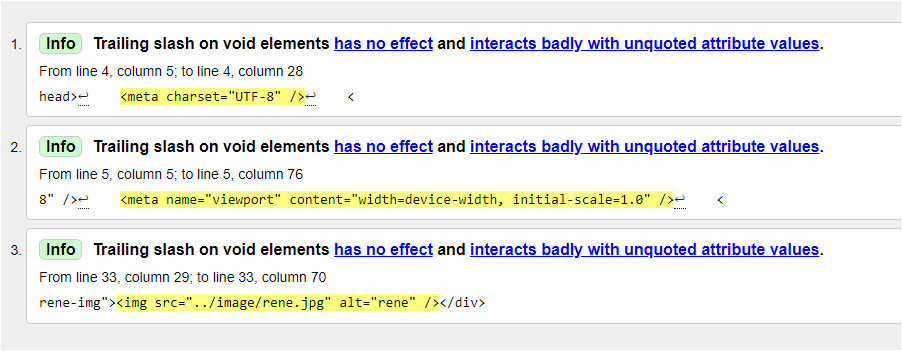 1. Info Trailing slash on void elements has no effect and interacts badly with unquoted attribute values.
From line 4, column 5; to line 4, column 28
head>↩    <meta charset="UTF-8" />↩    <
2. Info Trailing slash on void elements has no effect and interacts badly with unquoted attribute values.
From line 5, column 5; to line 5, column 76
8" />↩    <meta name="viewport" content="width=device-width, initial-scale=1.0" />↩    <
3. Info Trailing slash on void elements has no effect and interacts badly with unquoted attribute values.
From line 33, column 29; to line 33, column 70
rene-img"><img src="../image/rene.jpg" alt="rene" /></div>